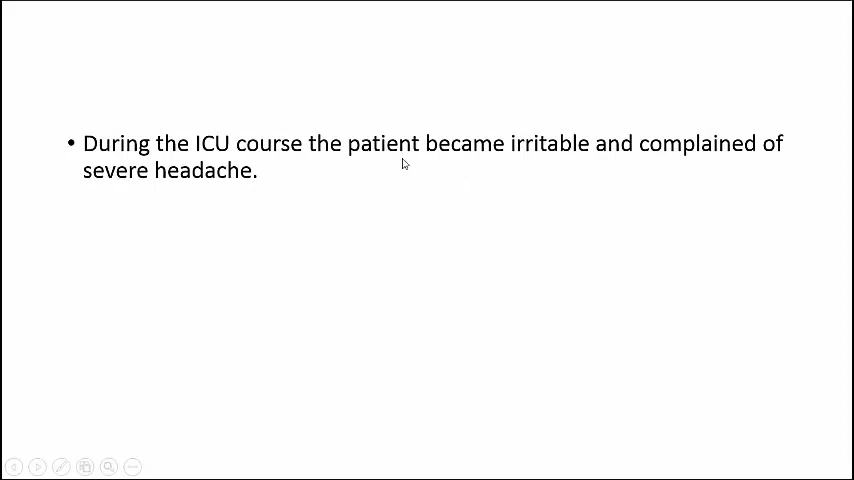 • During the ICU course the patient became irritable and complained of
severe headache.